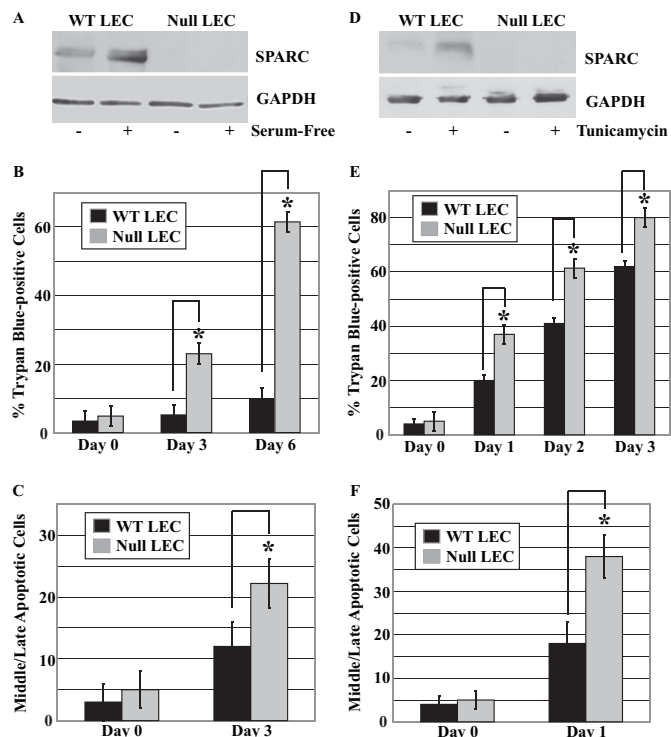 A
WT LEC Null LEC
SPARC
GAPDH
- + - + Serum-Free
B
% Trypan Blue-positive Cells
60
40
20
0
WT LEC
Null LEC
*
*
Day 0 Day 3 Day 6
C
Middle/Late Apoptotic Cells
30
20
10
0
WT LEC
Null LEC
*
Day 0 Day 3
D
WT LEC Null LEC
SPARC
GAPDH
- + - + Tunicamycin
E
% Trypan Blue-positive Cells
80
60
40
20
0
WT LEC
Null LEC
*
*
*
Day 0 Day 1 Day 2 Day 3
F
Middle/Late Apoptotic Cells
50
40
30
20
10
0
WT LEC
Null LEC
*
Day 0 Day 1